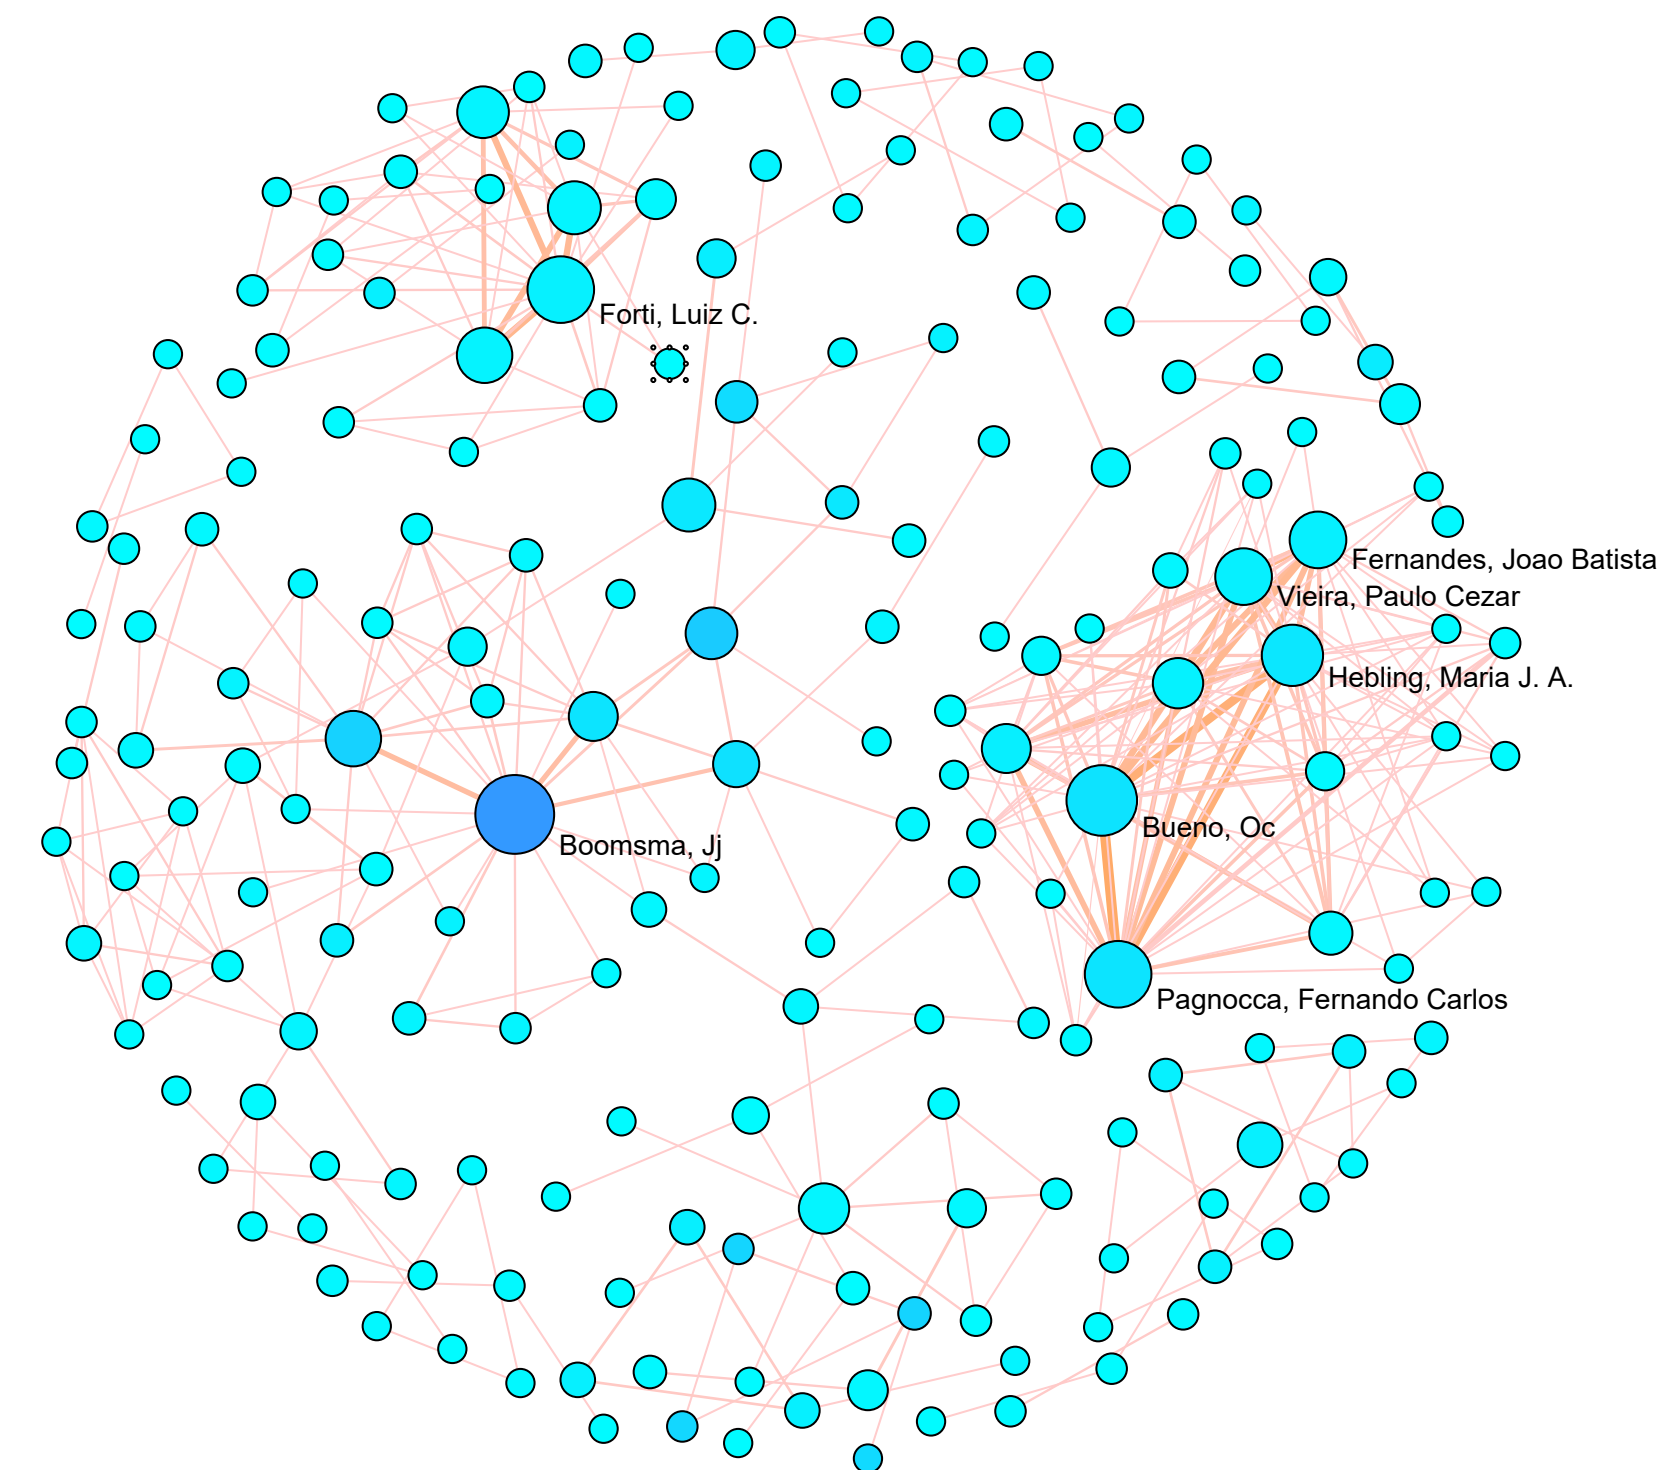 Forti, Luiz C.
Fernandes, Joao Batista
Vieira, Paulo Cezar
Hebling, Maria J. A.
Bueno, Oc
Boomsma, Jj
Pagnocca, Fernando Carlos